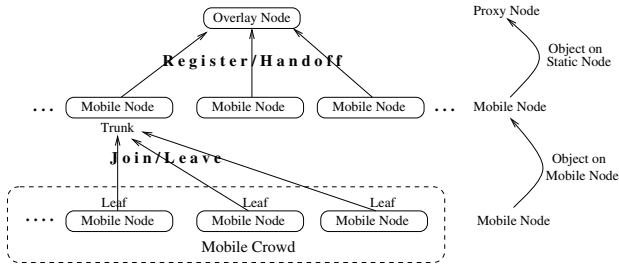 Overlay Node Proxy Node
Register/Handoff
Object on
Static Node
... Mobile Node Mobile Node Mobile Node ... Mobile Node
Trunk
Join/Leave
Object on
Mobile Node
Leaf Leaf Leaf
.... Mobile Node Mobile Node Mobile Node Mobile Node
Mobile Crowd